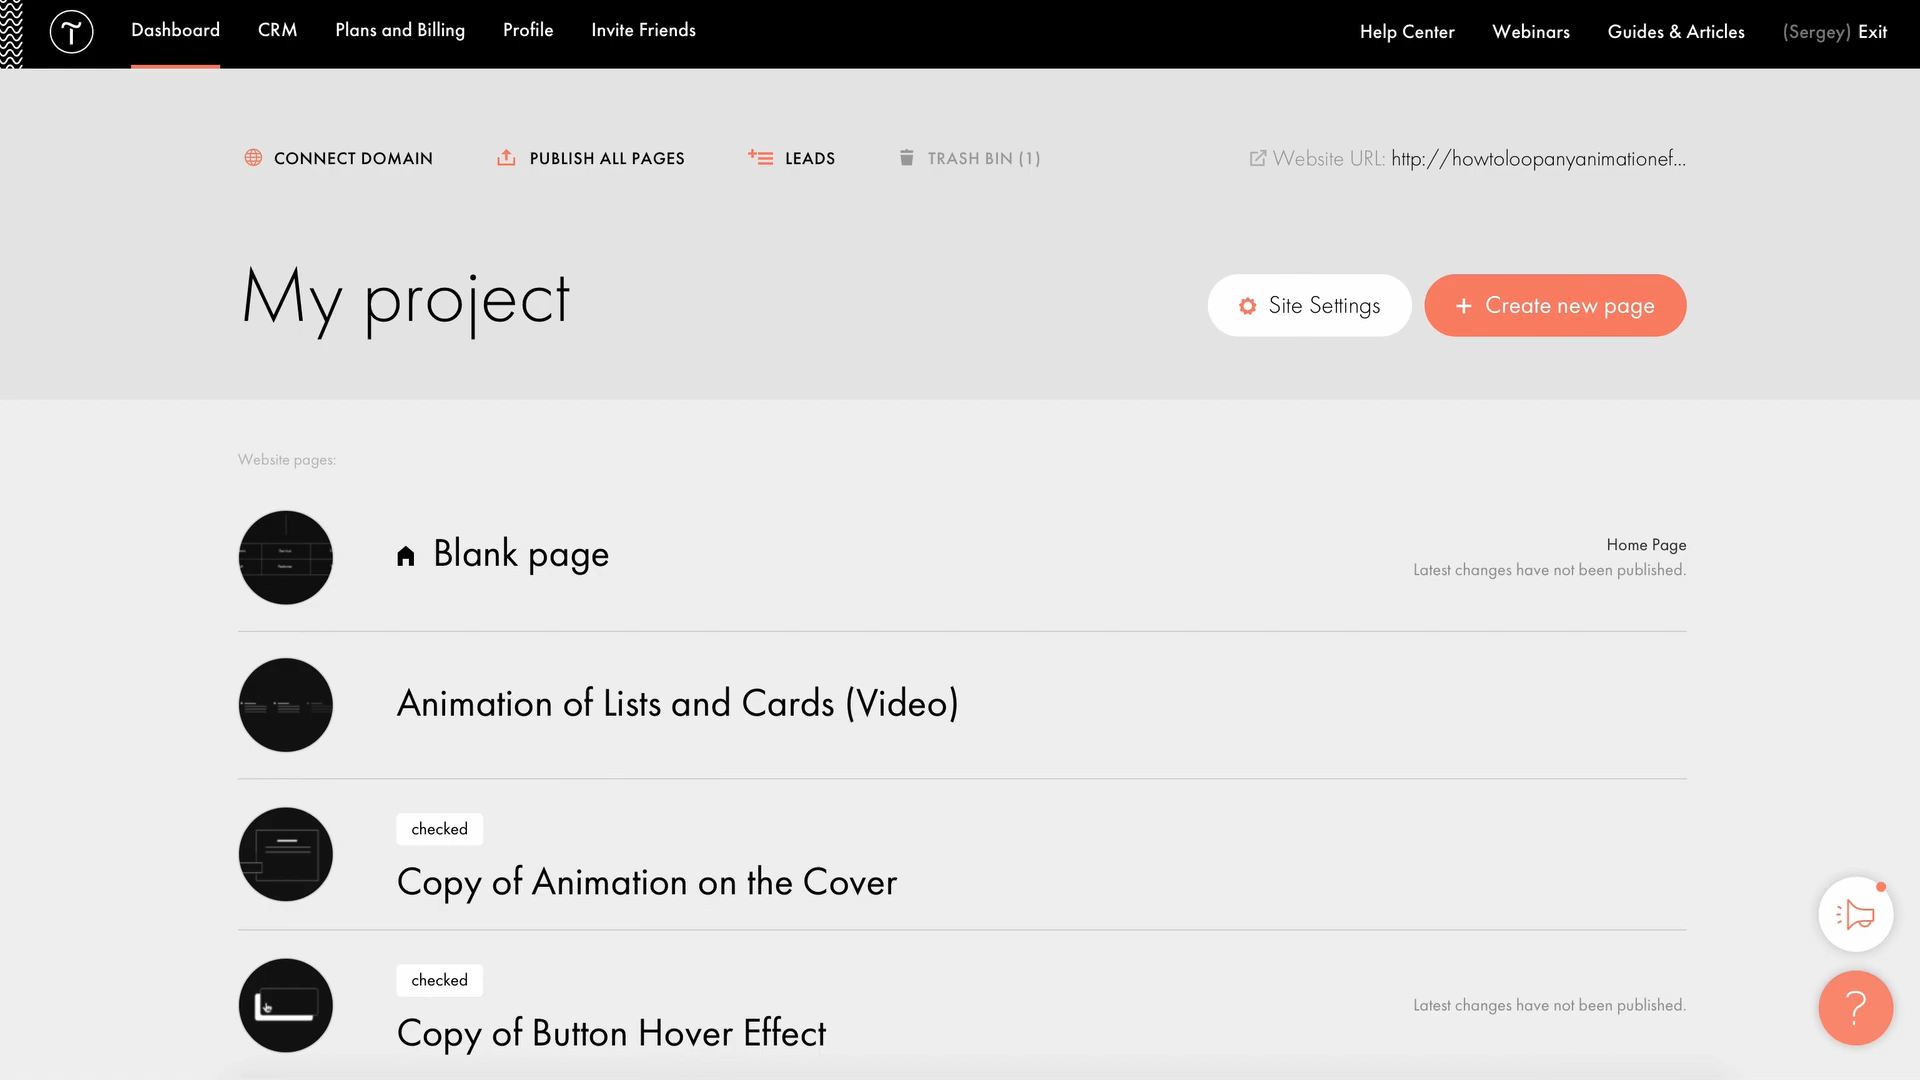 Dashboard CRM Plans and Billing Profile Invite Friends Help Center Webinars Guides & Articles (Sergey) Exit
CONNECT DOMAIN PUBLISH ALL PAGES LEADS TRASH BIN (1) Website URL: http://howtoloopanyanimationef...
My project
Site Settings
+ Create new page
Website pages:
Blank page
Home Page
Latest changes have not been published.
Animation of Lists and Cards (Video)
checked
Copy of Animation on the Cover
checked
Copy of Button Hover Effect
Latest changes have not been published.
?